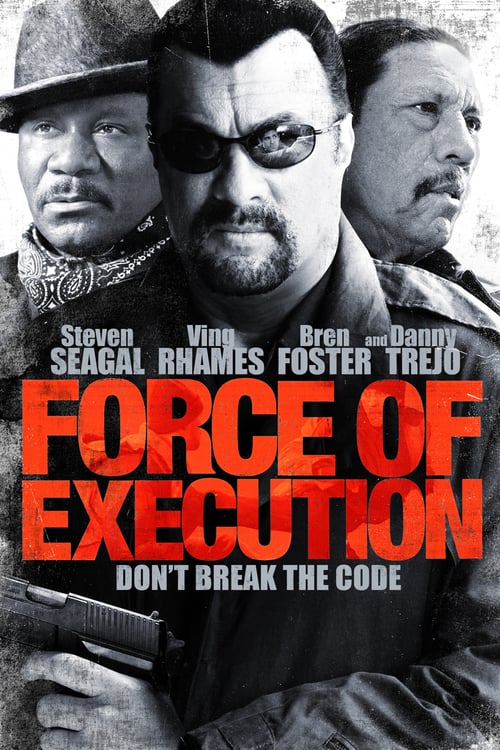 Steven Ving Bren and Danny
SEAGAL RHAMES FOSTER TREJO
FORCE OF
EXECUTION
DON'T BREAK THE CODE